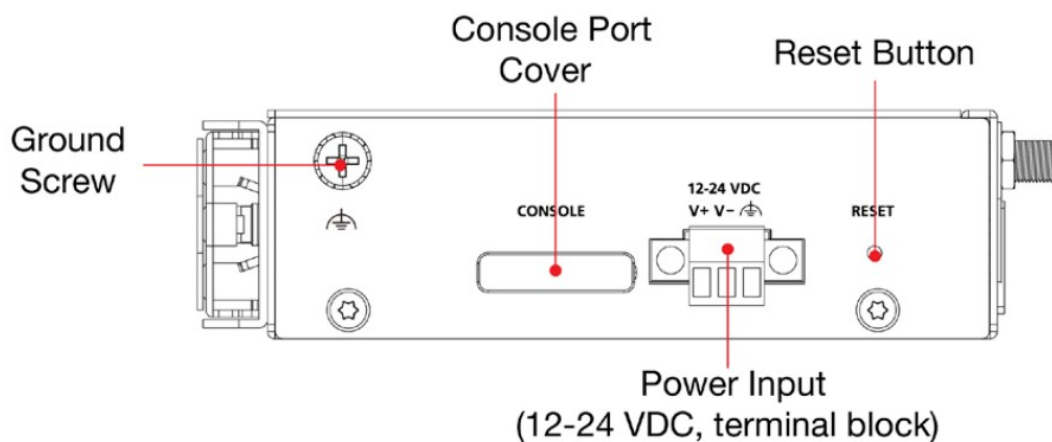 Console Port
Cover
Reset Button
Ground
Screw
12-24 VDC
V+ V-
CONSOLE
RESET
Power Input
(12-24 VDC, terminal block)